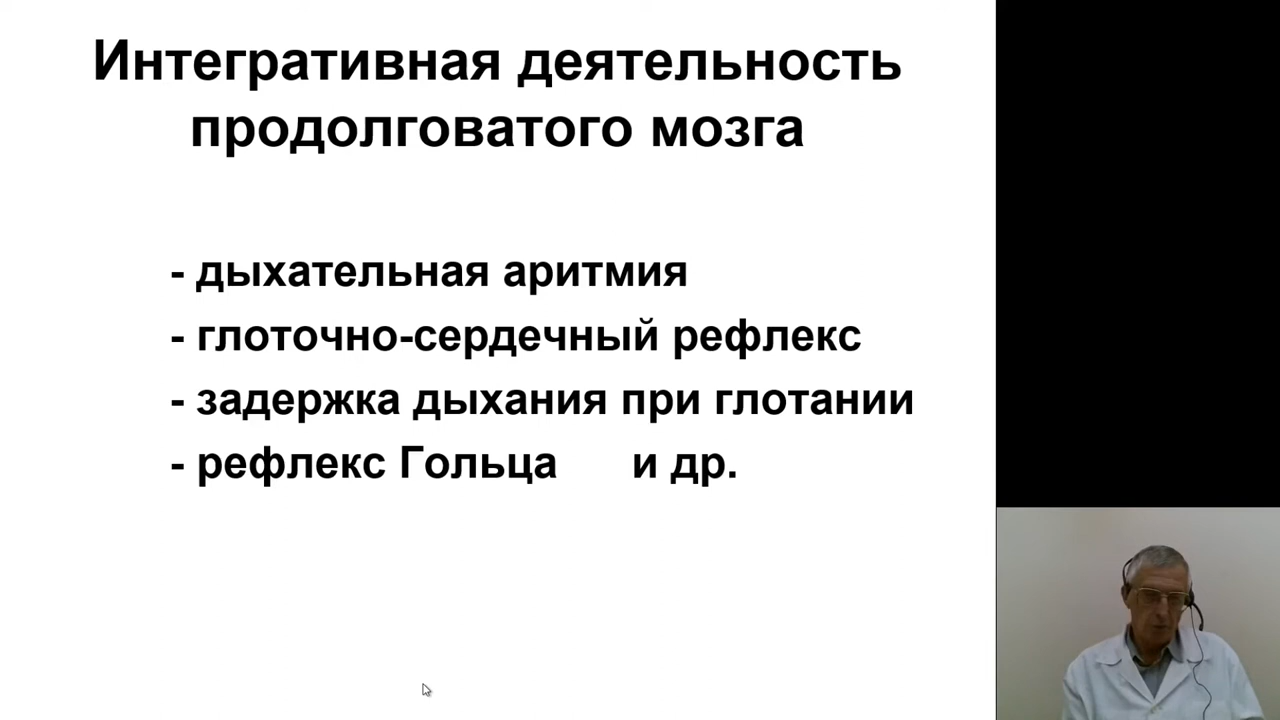 Интегративная деятельность
продолговатого мозга
- дыхательная аритмия
- глоточно-сердечный рефлекс
- задержка дыхания при глотании
- рефлекс Гольца и др.